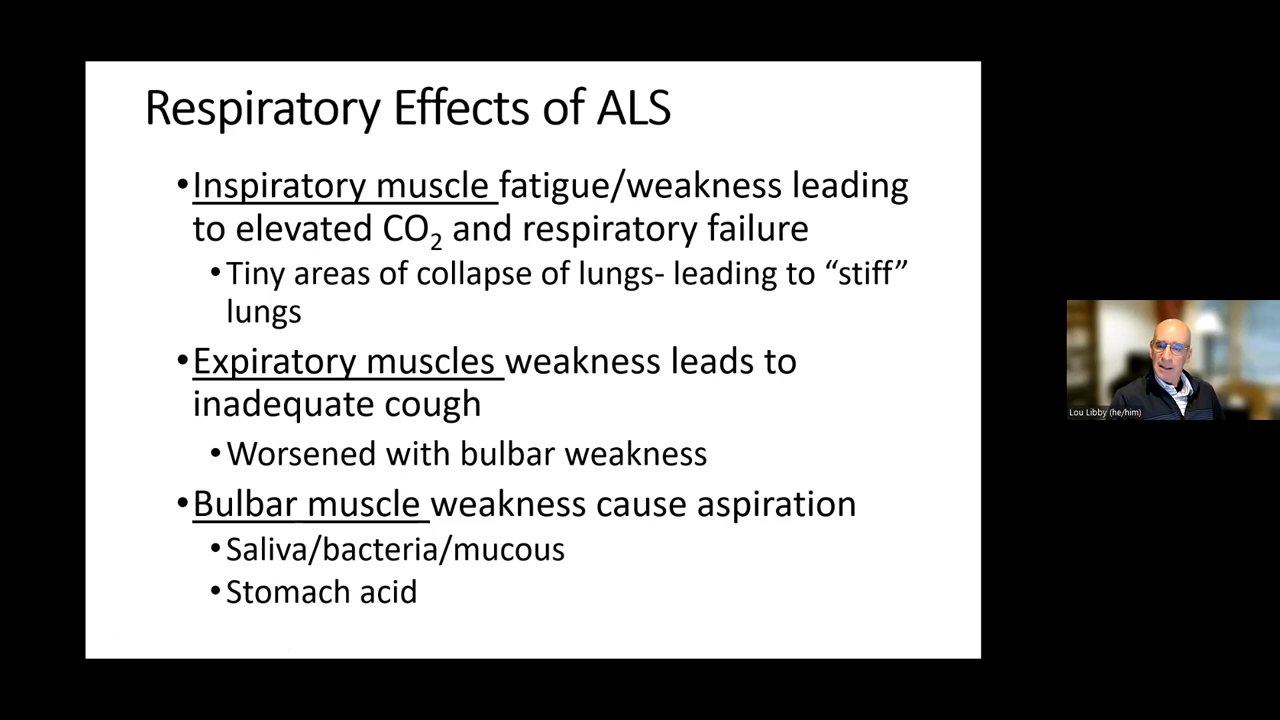 Respiratory Effects of ALS
•Inspiratory muscle fatigue/weakness leading
to elevated CO₂ and respiratory failure
•Tiny areas of collapse of lungs- leading to “stiff”
lungs
•Expiratory muscles weakness leads to
inadequate cough
•Worsened with bulbar weakness
•Bulbar muscle weakness cause aspiration
•Saliva/bacteria/mucous
•Stomach acid
Lou Libby (he/him)